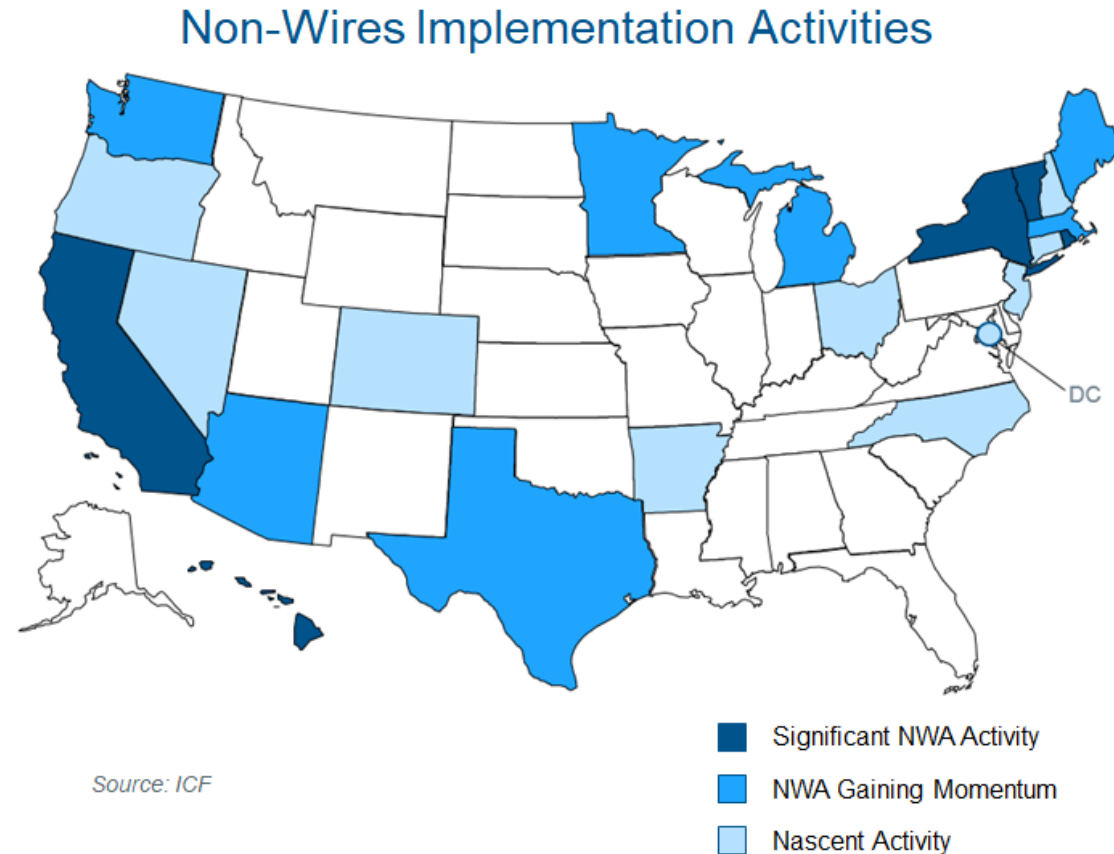 Non-Wires Implementation Activities
DC
Significant NWA Activity
Source: ICF
NWA Gaining Momentum
Nascent Activity